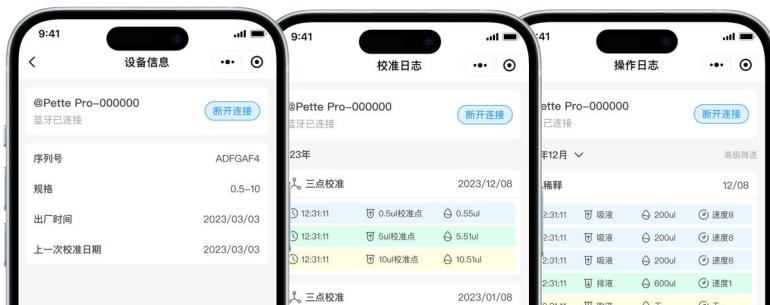 9:41
设备信息
@Pette Pro-000000
蓝牙已连接
断开连接
序列号 ADFGAF4
规格 0.5-10
出厂时间 2023/03/03
上一次校准日期 2023/03/03
9:41
校准日志
@Pette Pro-000000
蓝牙已连接
断开连接
23年
三点校准 2023/12/08
12:31:11 0.5ul校准点 0.55ul
12:31:11 5ul校准点 5.51ul
12:31:11 10ul校准点 10.51ul
三点校准 2023/01/08
:41
操作日志
ette Pro-000000
已连接
断开连接
年12月 高级筛选
稀释 12/08
2:31:11 吸液 200ul 速度8
2:31:11 吸液 200ul 速度8
2:31:11 吸液 200ul 速度8
2:31:11 排液 600ul 速度1